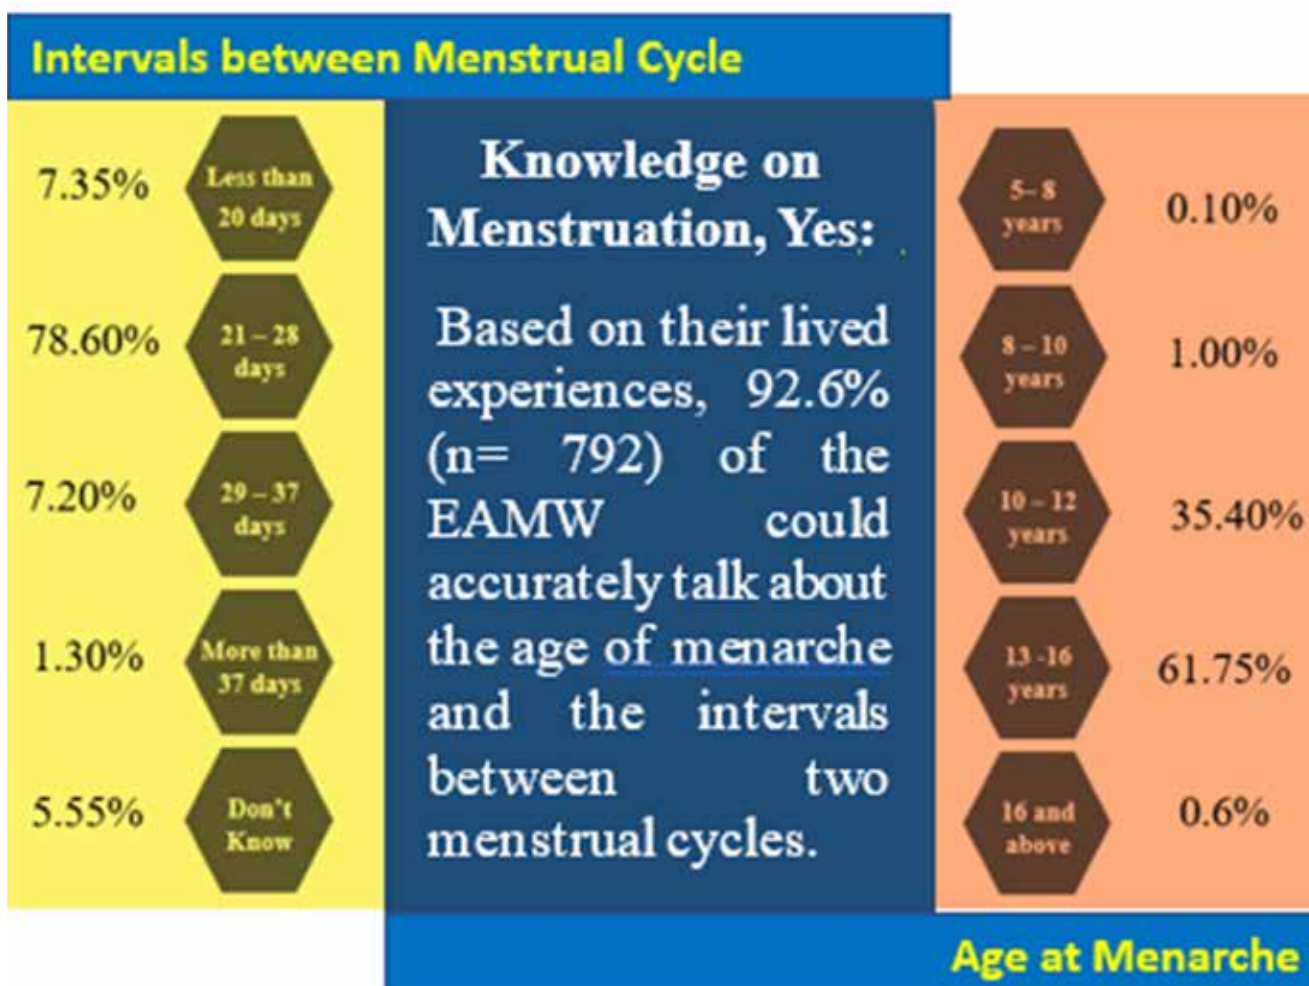 Intervals between Menstrual Cycle
7.35%
Less than
20 days
78.60%
21 – 28
days
7.20%
29 – 37
days
1.30%
More than
37 days
5.55%
Don't
Know
Knowledge on
Menstruation, Yes:
Based on their lived
experiences, 92.6%
(n= 792) of the
EAMW could
accurately talk about
the age of menarche
and the intervals
between two
menstrual cycles.
5– 8
years
0.10%
8 – 10
years
1.00%
10 – 12
years
35.40%
13 -16
years
61.75%
16 and
above
0.6%
Age at Menarche